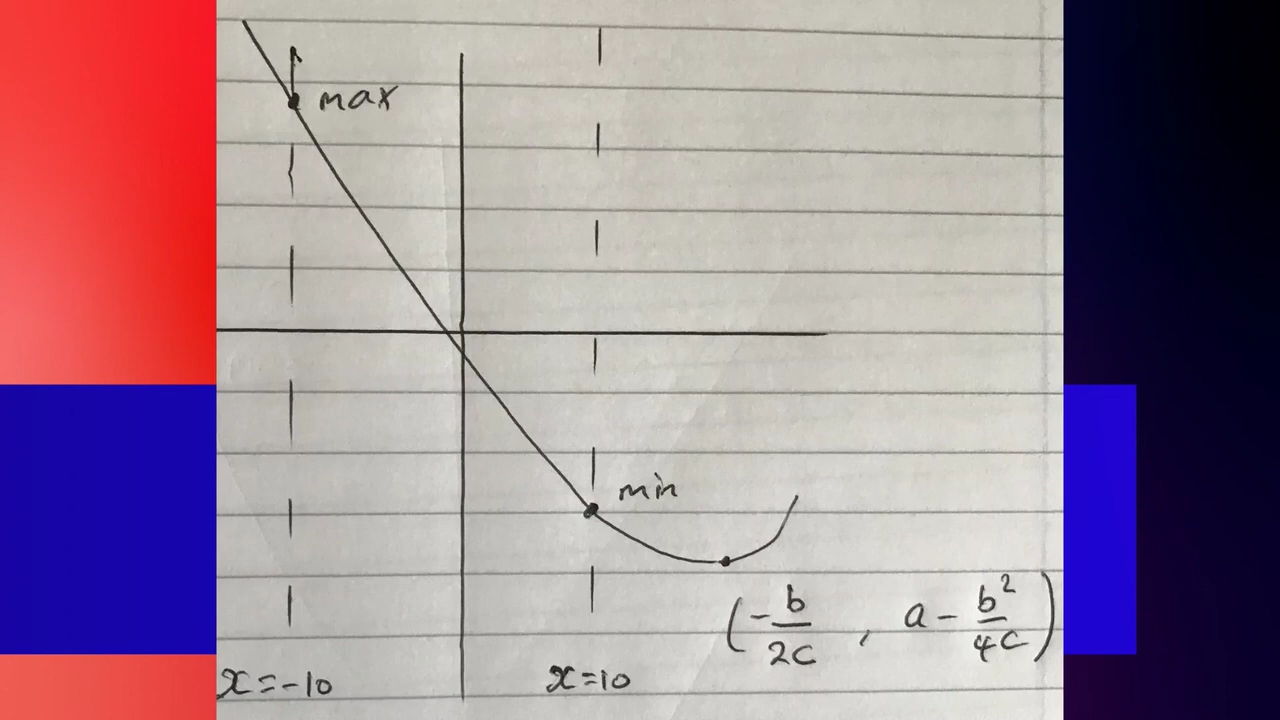 max
min
(-b/2c , a - b²/4c)
x=-10
x=10